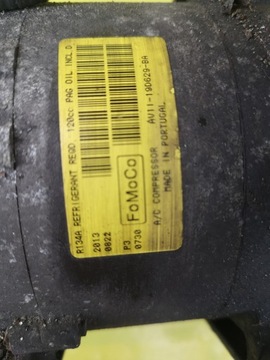 R134A REFRIGERANT REQD. 120cc PAG OIL INCL D.
2013
0822
P3
0730
FoMoCo
AV11-19D629-BA
A/C COMPRESSOR
MADE IN PORTUGAL